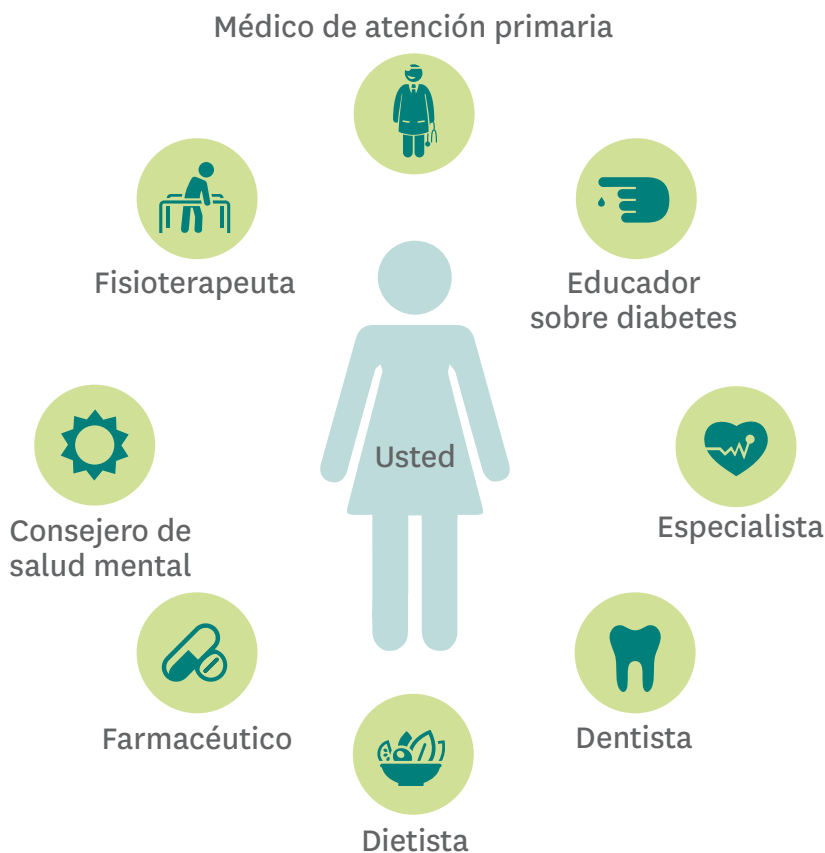 Médico de atención primaria
Fisioterapeuta
Educador
sobre diabetes
Usted
Consejero de
salud mental
Especialista
Farmacéutico
Dentista
Dietista